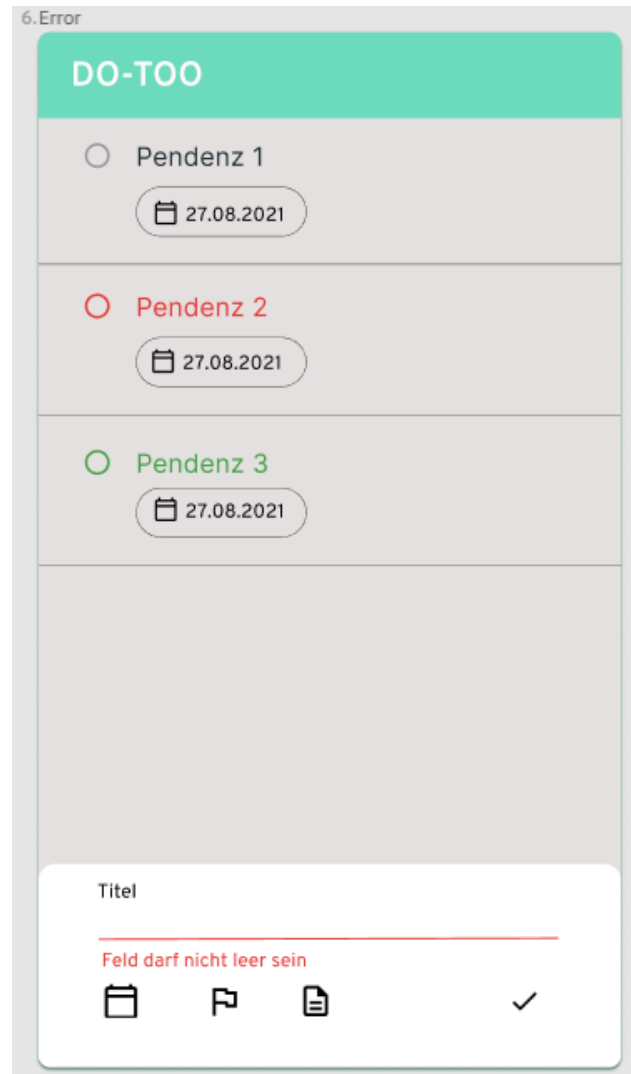 6. Error
DO-TOO
Pendenz 1
27.08.2021
Pendenz 2
27.08.2021
Pendenz 3
27.08.2021
Titel
Feld darf nicht leer sein